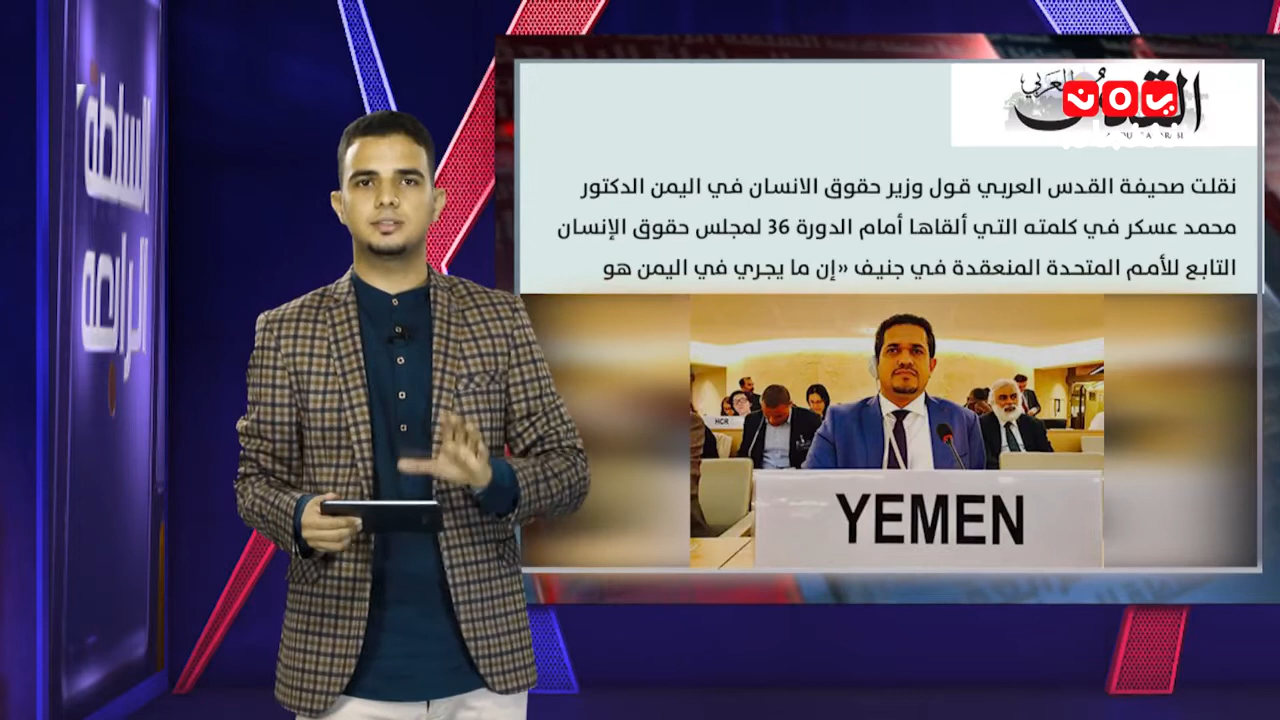 السلطة
الرابعة
القدس العربي
يمن
نقلت صحيفة القدس العربي قول وزير حقوق الانسان في اليمن الدكتور
محمد عسكر في كلمته التي ألقاها أمام الدورة 36 لمجلس حقوق الإنسان
التابع للأمم المتحدة المنعقدة في جنيف «إن ما يجري في اليمن هو
HCR
YEMEN